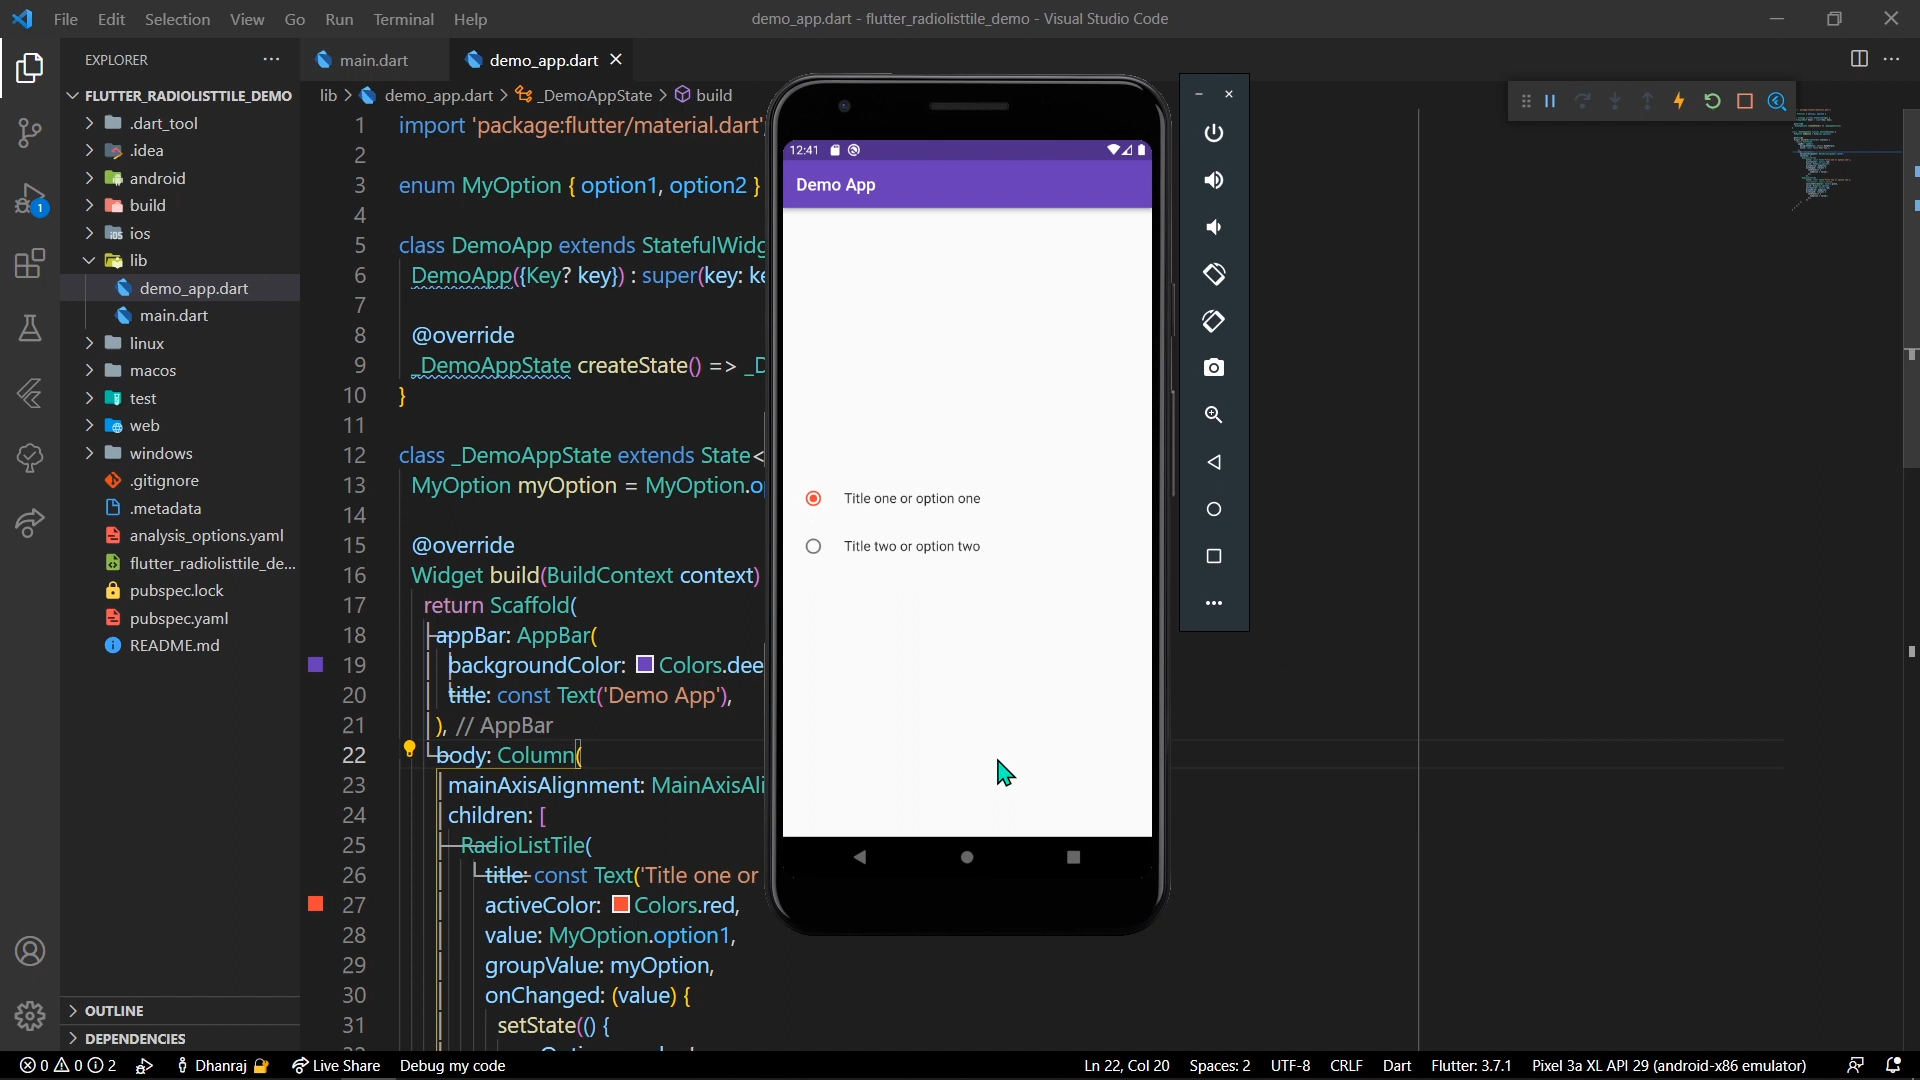 File Edit Selection View Go Run Terminal Help
demo_app.dart - flutter_radiolisttile_demo - Visual Studio Code
EXPLORER
FLUTTER_RADIOLISTTILE_DEMO
.dart_tool
.idea
android
build
ios
lib
demo_app.dart
main.dart
linux
macos
test
web
windows
.gitignore
.metadata
analysis_options.yaml
flutter_radiolisttile_de...
pubspec.lock
pubspec.yaml
README.md
OUTLINE
DEPENDENCIES
1
main.dart demo_app.dart
lib > demo_app.dart > _DemoAppState > build
1 import 'package:flutter/material.dart'
2
3 enum MyOption { option1, option2 }
4
5 class DemoApp extends StatefulWidg
6 DemoApp({Key? key}) : super(key: ke
7
8 @override
9 _DemoAppState createState() => _D
10 }
11
12 class _DemoAppState extends State<
13 MyOption myOption = MyOption.op
14
15 @override
16 Widget build(BuildContext context)
17 return Scaffold(
18 appBar: AppBar(
19 backgroundColor: Colors.dee
20 title: const Text('Demo App'),
21 ), // AppBar
22 body: Column(
23 mainAxisAlignment: MainAxisAli
24 children: [
25 RadioListTile(
26 title: const Text('Title one or
27 activeColor: Colors.red,
28 value: MyOption.option1,
29 groupValue: myOption,
30 onChanged: (value) {
31 setState(() {
12:41
Demo App
Title one or option one
Title two or option two
0 0 2 Dhanraj Live Share Debug my code
Ln 22, Col 20 Spaces: 2 UTF-8 CRLF Dart Flutter: 3.7.1 Pixel 3a XL API 29 (android-x86 emulator)